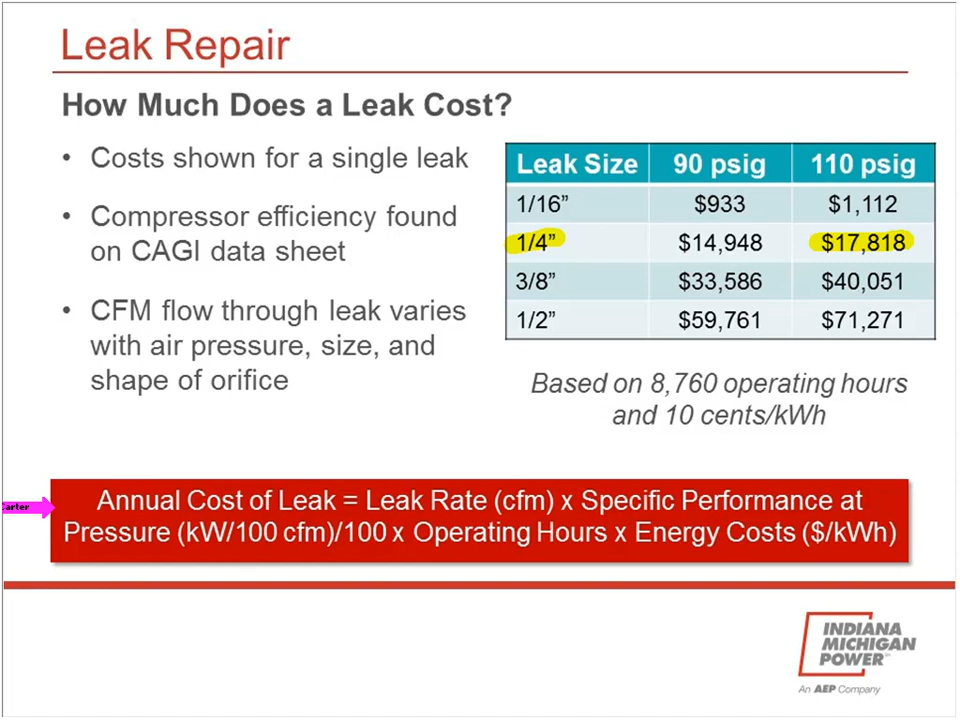 Leak Repair
How Much Does a Leak Cost?
• Costs shown for a single leak
• Compressor efficiency found
on CAGI data sheet
• CFM flow through leak varies
with air pressure, size, and
shape of orifice
Leak Size 90 psig 110 psig
1/16” $933 $1,112
1/4” $14,948 $17,818
3/8” $33,586 $40,051
1/2” $59,761 $71,271
Based on 8,760 operating hours
and 10 cents/kWh
Annual Cost of Leak = Leak Rate (cfm) x Specific Performance at
Pressure (kW/100 cfm)/100 x Operating Hours x Energy Costs ($/kWh)
INDIANA
MICHIGAN
POWER
An AEP Company